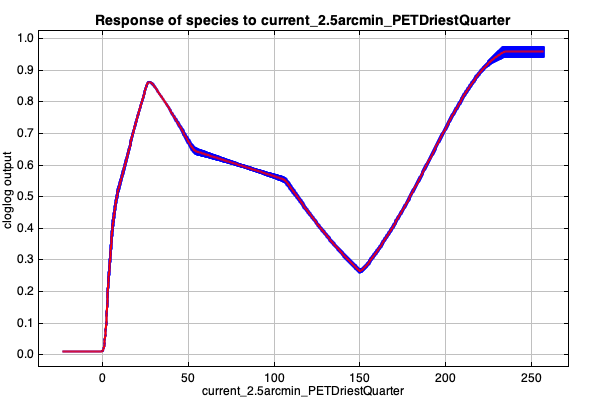 Response of species to current_2.5arcmin_PETDriestQuarter
1.0
0.9
0.8
0.7
0.6
0.5
0.4
0.3
0.2
0.1
0.0
cloglog output
0 50 100 150 200 250
current_2.5arcmin_PETDriestQuarter